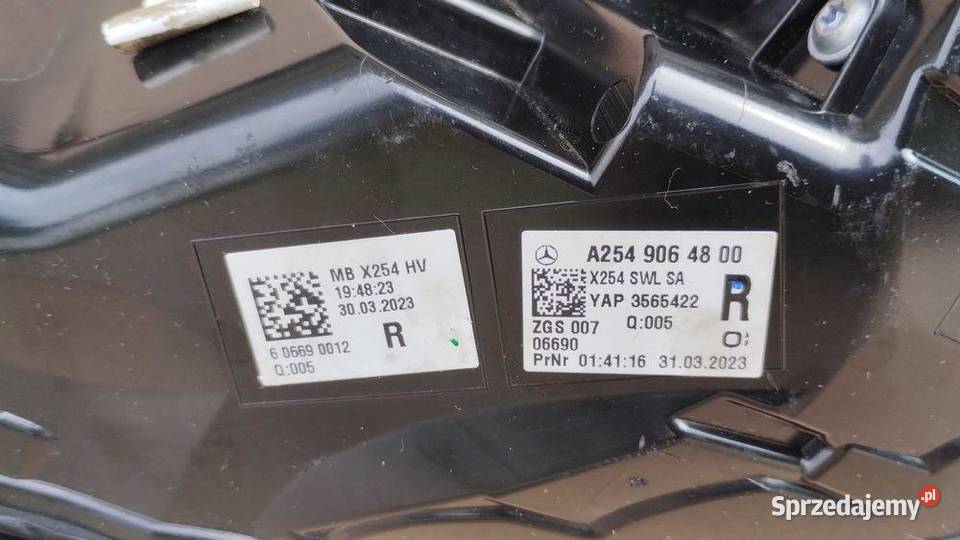 MB X254 HV
19:48:23
30.03.2023
R
6 0669 0012
Q:005
A254 906 48 00
X254 SWL SA
YAP 3565422
R
ZGS 007 Q:005
06690
PrNr 01:41:16 31.03.2023
Sprzedajemy.pl